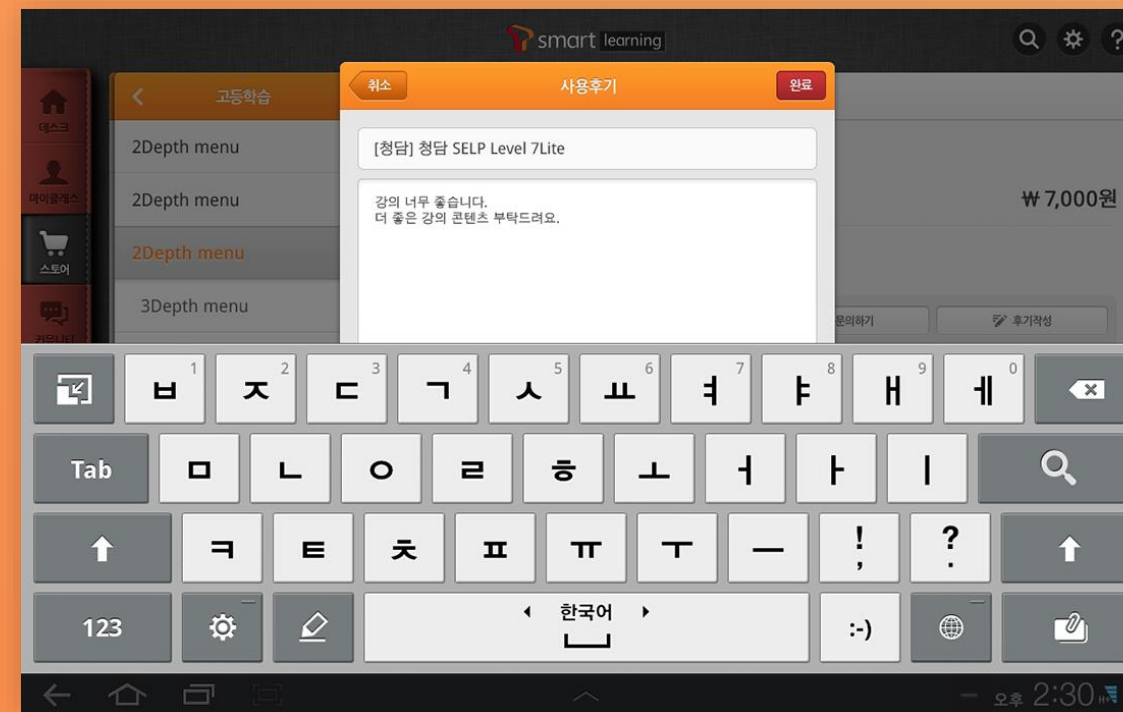 smart learning
?
취소
사용후기
완료
고등학습
데스크
마이클래스
스토어
커뮤니티
2Depth menu
2Depth menu
2Depth menu
3Depth menu
[청담] 청담 SELP Level 7Lite
강의 너무 좋습니다.
더 좋은 강의 콘텐츠 부탁드려요.
₩ 7,000원
문의하기
후기작성
ㅂ 1 ㅈ 2 ㄷ 3 ㄱ 4 ㅅ 5 ㅛ 6 ㅕ 7 ㅑ 8 ㅐ 9 ㅔ 0
Tab ㅁ ㄴ ㅇ ㄹ ㅎ ㅗ ㅓ ㅏ ㅣ
ㅋ ㅌ ㅊ ㅍ ㅠ ㅜ ㅡ ! , ? .
123 한국어 :-)
오후 2:30